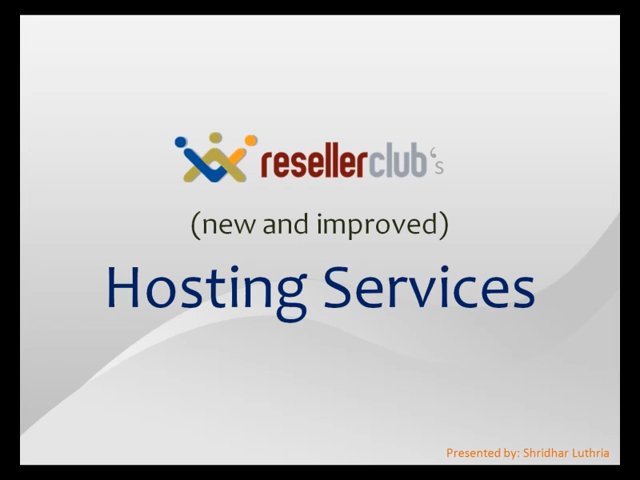 resellerclub‘s
(new and improved)
Hosting Services
Presented by: Shridhar Luthria